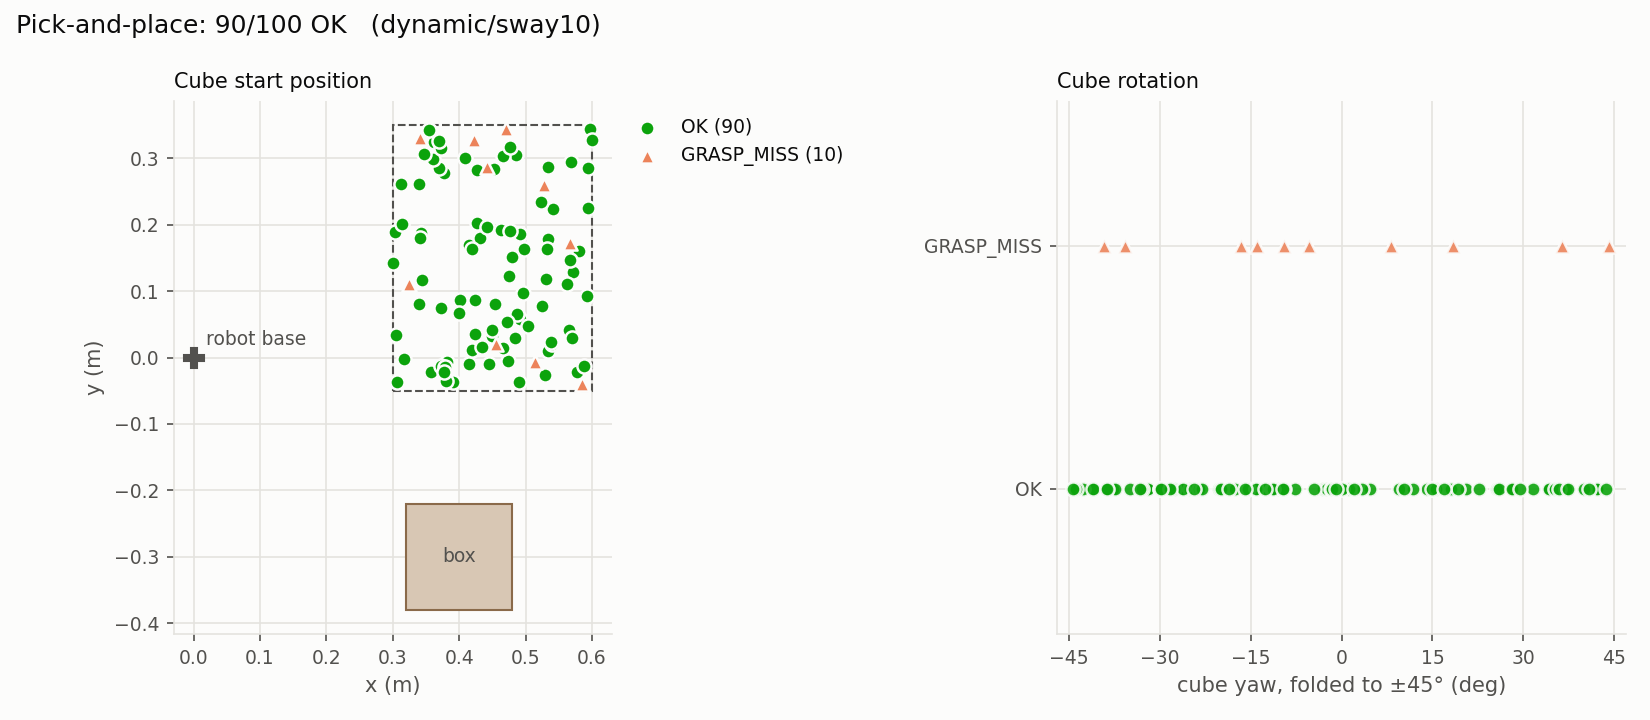 Pick-and-place: 90/100 OK   (dynamic/sway10)
Cube start position
OK (90)
GRASP_MISS (10)
y (m)
0.3
0.2
0.1
0.0
−0.1
−0.2
−0.3
−0.4
robot base
box
0.0 0.1 0.2 0.3 0.4 0.5 0.6
x (m)
Cube rotation
GRASP_MISS
OK
−45 −30 −15 0 15 30 45
cube yaw, folded to ±45° (deg)